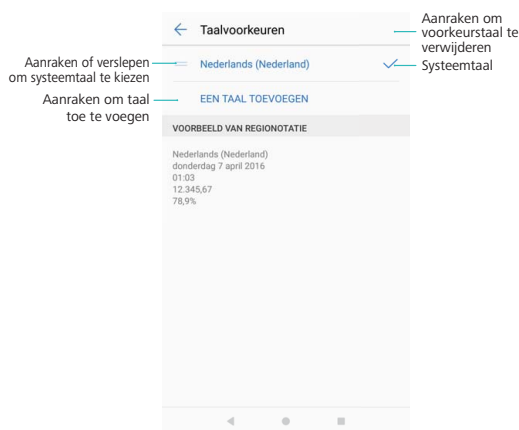 Taalvoorkeuren
Aanraken om
voorkeurstaal te
verwijderen
Aanraken of verslepen
om systeemtaal te kiezen
Nederlands (Nederland)
Systeemtaal
Aanraken om taal
toe te voegen
EEN TAAL TOEVOEGEN
VOORBEELD VAN REGIONOTATIE
Nederlands (Nederland)
donderdag 7 april 2016
01:03
12.345,67
78,9%